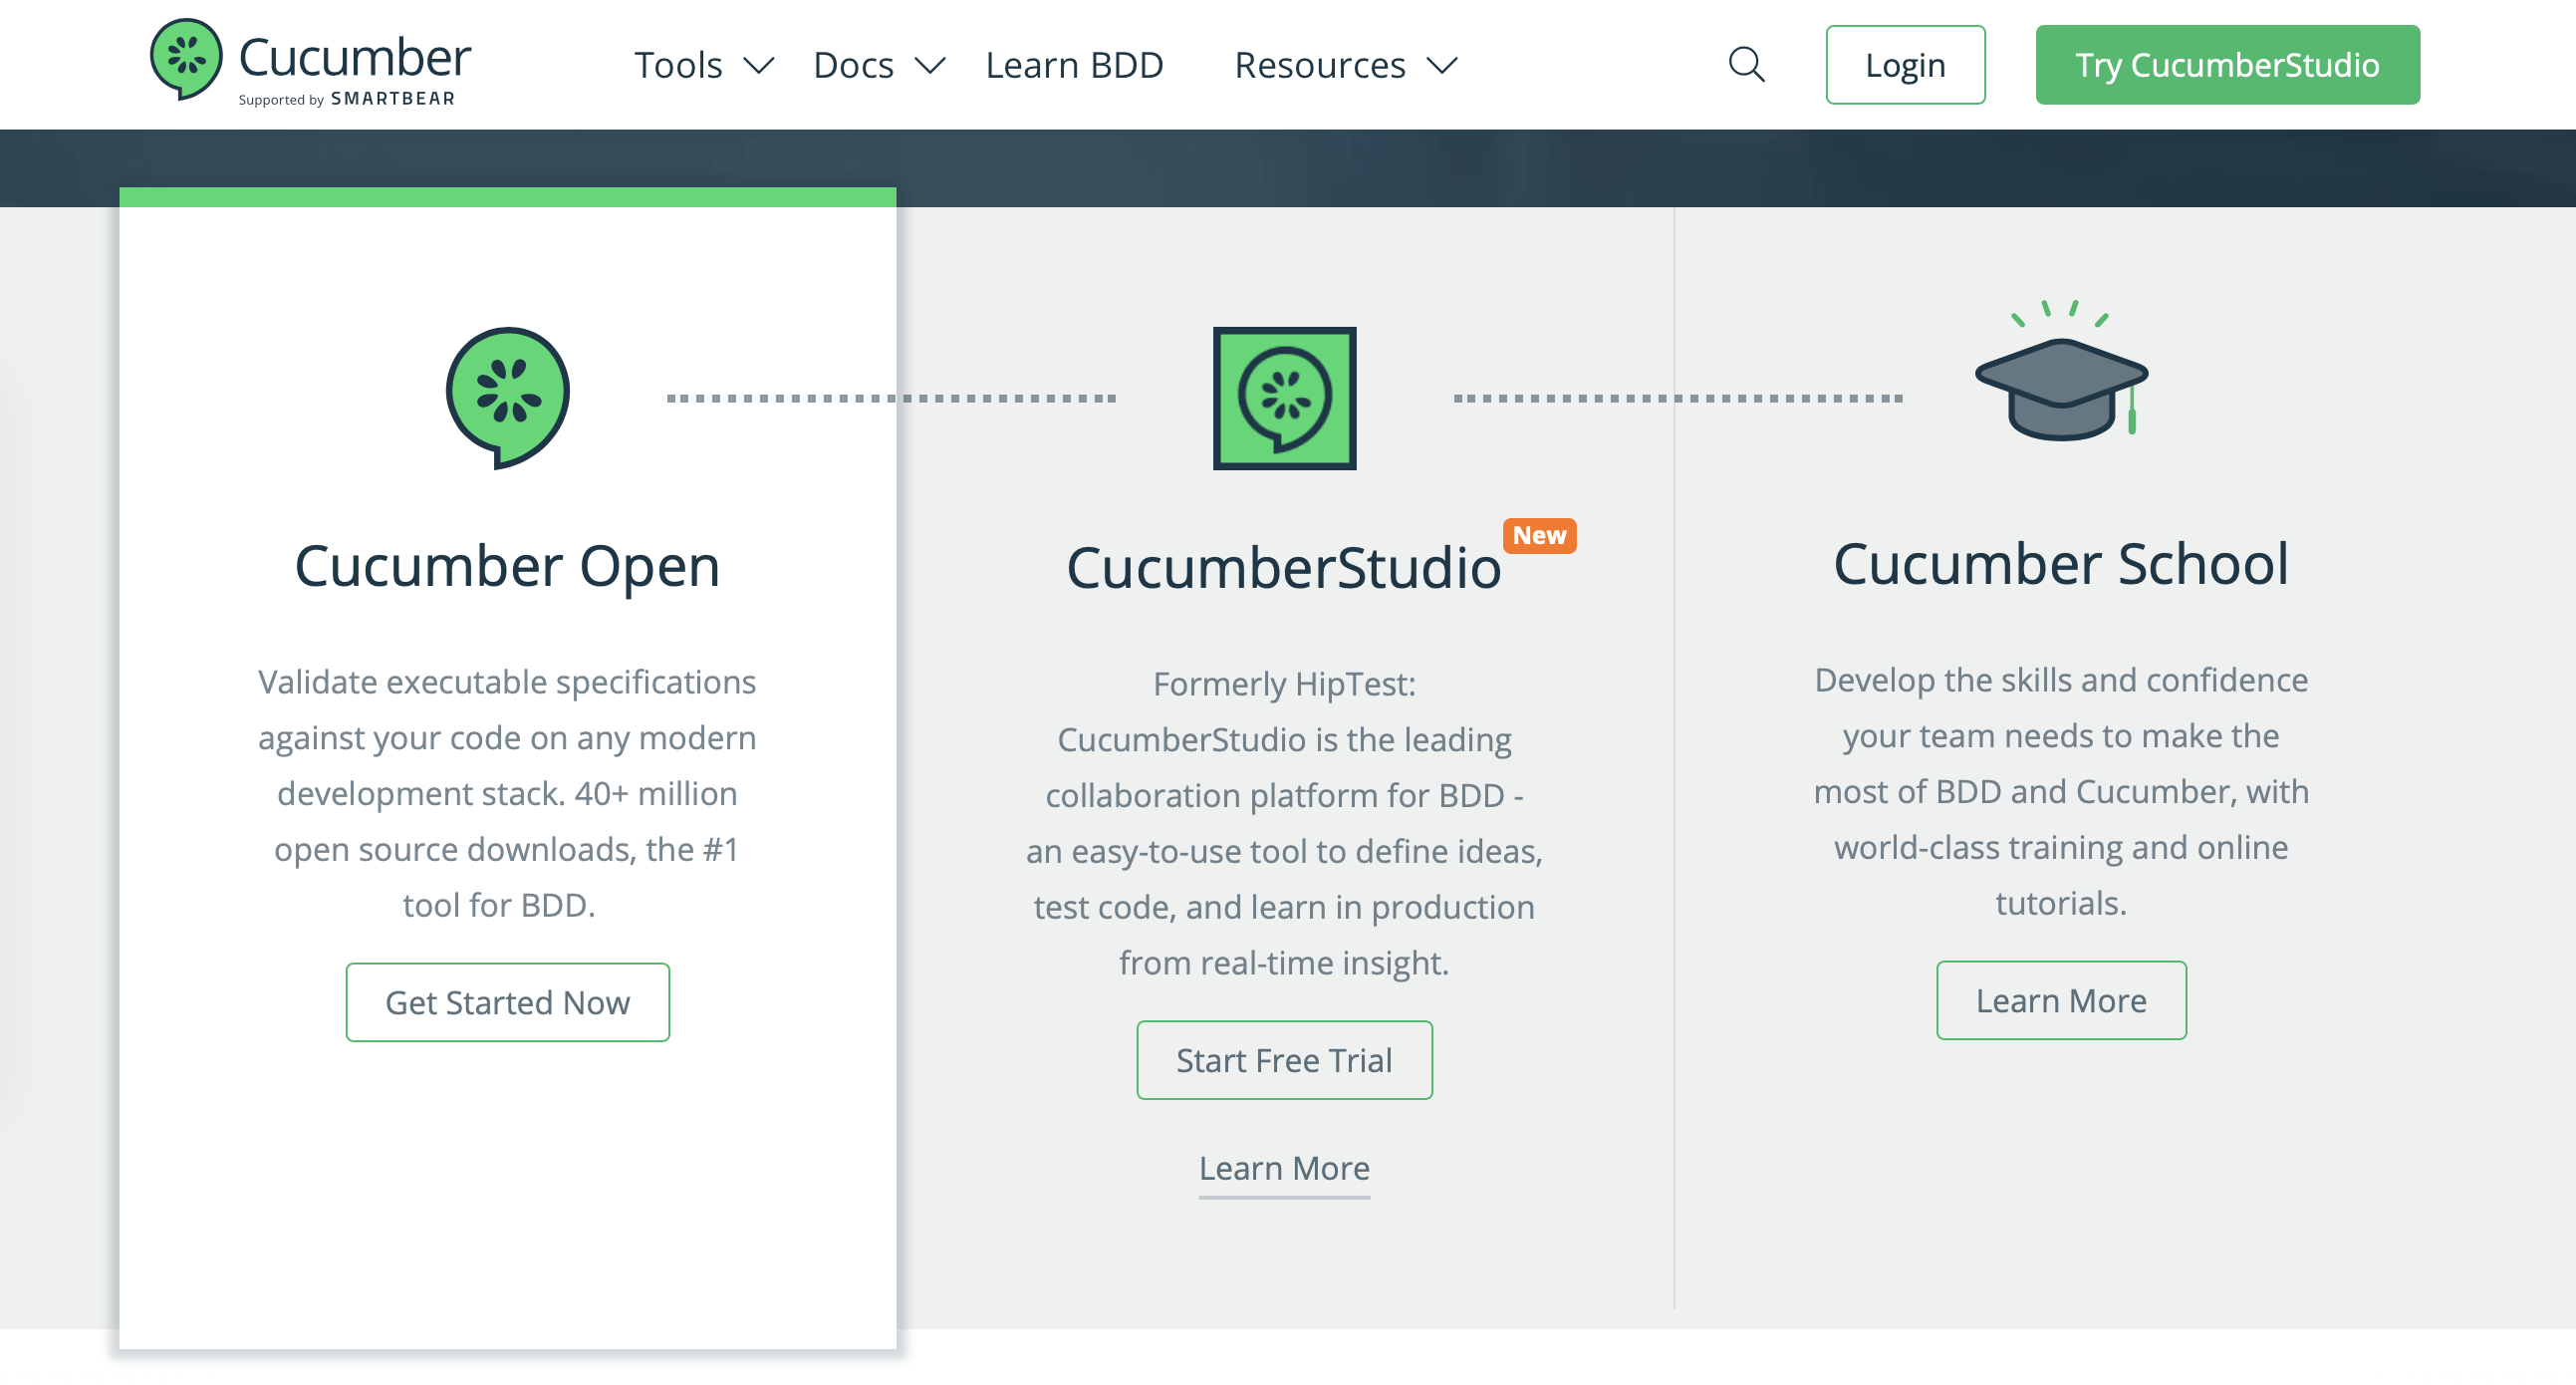 Cucumber
Supported by SMARTBEAR
Tools
Docs
Learn BDD
Resources
Login
Try CucumberStudio
Cucumber Open
Validate executable specifications
against your code on any modern
development stack. 40+ million
open source downloads, the #1
tool for BDD.
Get Started Now
CucumberStudio New
Formerly HipTest:
CucumberStudio is the leading
collaboration platform for BDD -
an easy-to-use tool to define ideas,
test code, and learn in production
from real-time insight.
Start Free Trial
Learn More
Cucumber School
Develop the skills and confidence
your team needs to make the
most of BDD and Cucumber, with
world-class training and online
tutorials.
Learn More